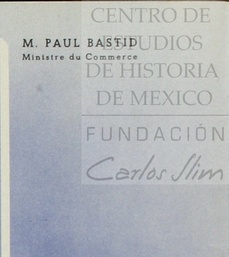 CENTRO DE
ESTUDIOS
DE HISTORIA
DE MEXICO
FUNDACIÓN
Carlos Slim
M. PAUL BASTID
Ministre du Commerce